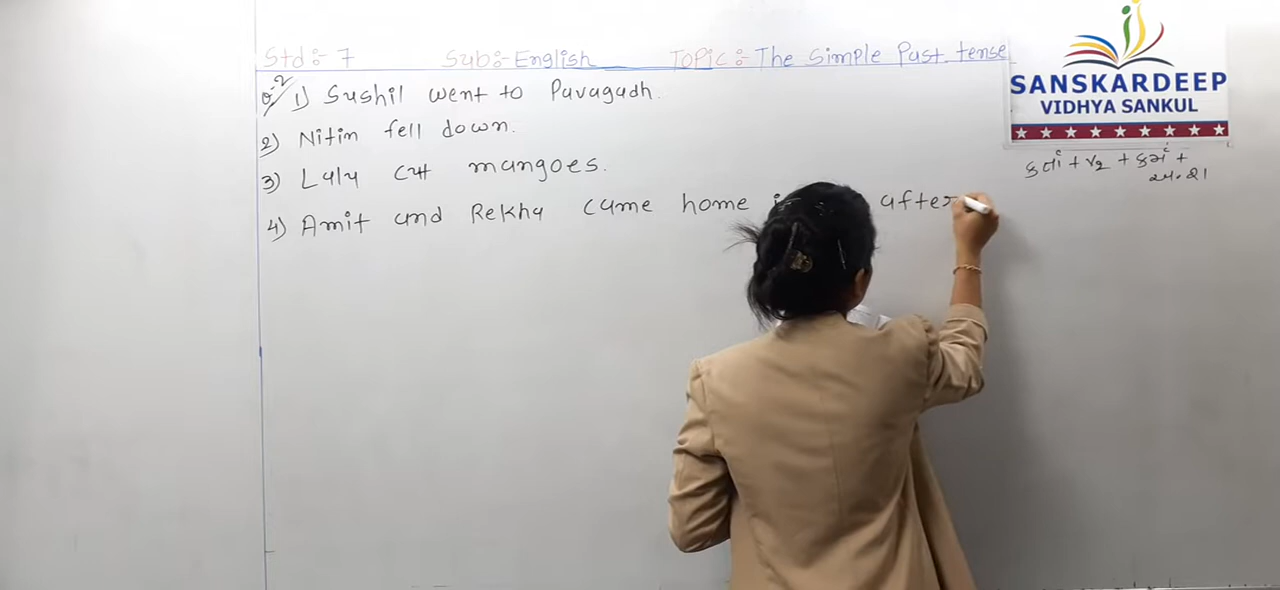 Std:- 7 Sub:- English Topic:- The Simple Past tense
SANSKARDEEP
VIDHYA SANKUL
Q-2 1) Sushil went to Pavagadh.
2) Nitin fell down.
3) Lala cut mangoes.
4) Amit and Rekha came home after
કર્તા + V2 + કર્મ +
અ.શ.